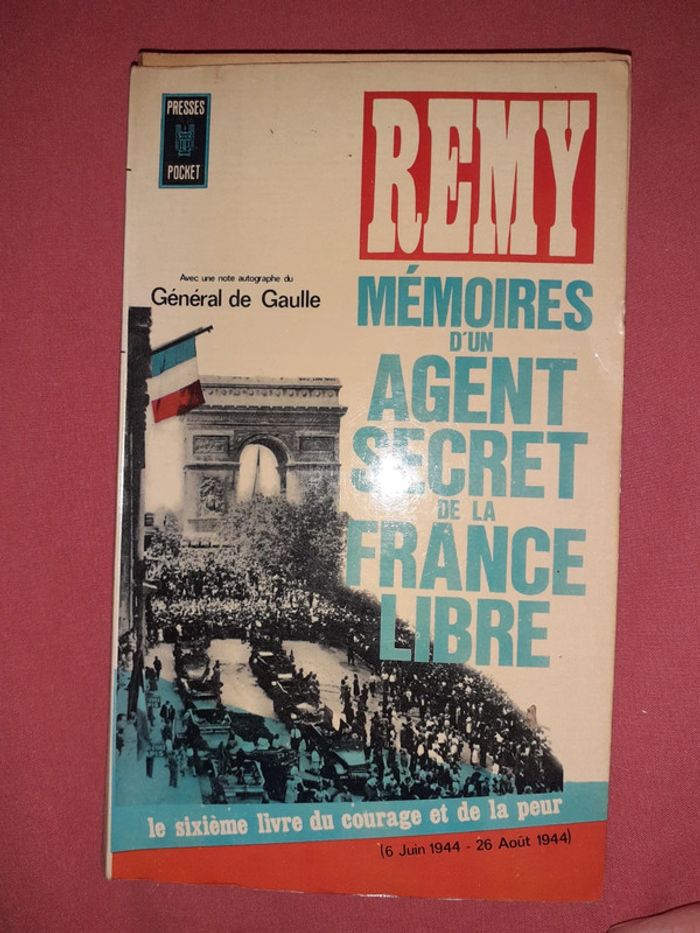 PRESSES
POCKET
REMY
Avec une note autographe du
Général de Gaulle
MÉMOIRES
D'UN
AGENT
SECRET
DE LA
FRANCE
LIBRE
le sixième livre du courage et de la peur
(6 Juin 1944 - 26 Août 1944)